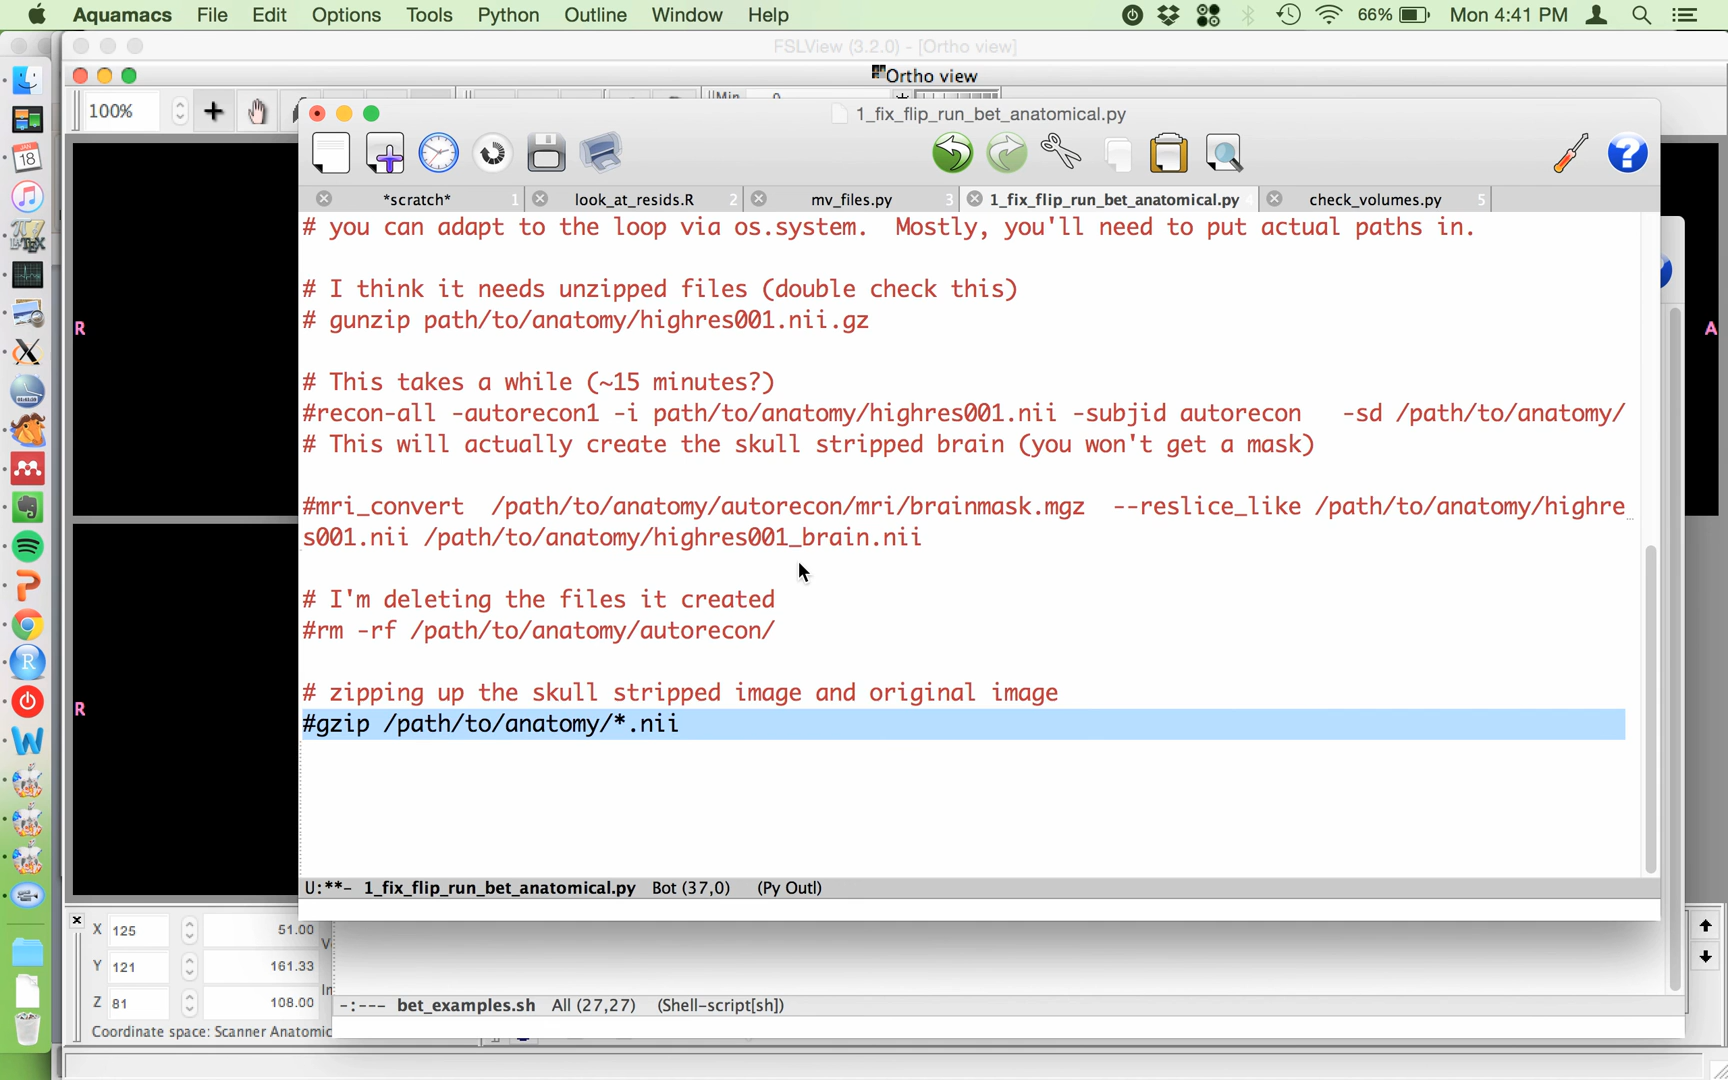 Aquamacs File Edit Options Tools Python Outline Window Help 66% Mon 4:41 PM
FSLView (3.2.0) - [Ortho view]
Ortho view
100%
1_fix_flip_run_bet_anatomical.py
*scratch* 1 look_at_resids.R 2 mv_files.py 3 1_fix_flip_run_bet_anatomical.py 4 check_volumes.py 5
# you can adapt to the loop via os.system.  Mostly, you'll need to put actual paths in.
# I think it needs unzipped files (double check this)
# gunzip path/to/anatomy/highres001.nii.gz
R
A
# This takes a while (~15 minutes?)
#recon-all -autorecon1 -i path/to/anatomy/highres001.nii -subjid autorecon   -sd /path/to/anatomy/
# This will actually create the skull stripped brain (you won't get a mask)
#mri_convert  /path/to/anatomy/autorecon/mri/brainmask.mgz  --reslice_like /path/to/anatomy/highre
s001.nii /path/to/anatomy/highres001_brain.nii
# I'm deleting the files it created
#rm -rf /path/to/anatomy/autorecon/
# zipping up the skull stripped image and original image
R
#gzip /path/to/anatomy/*.nii
U:**- 1_fix_flip_run_bet_anatomical.py Bot (37,0) (Py Outl)
X 125 51.00
Y 121 161.33
Z 81 108.00
-:--- bet_examples.sh All (27,27) (Shell-script[sh])
Coordinate space: Scanner Anatomic